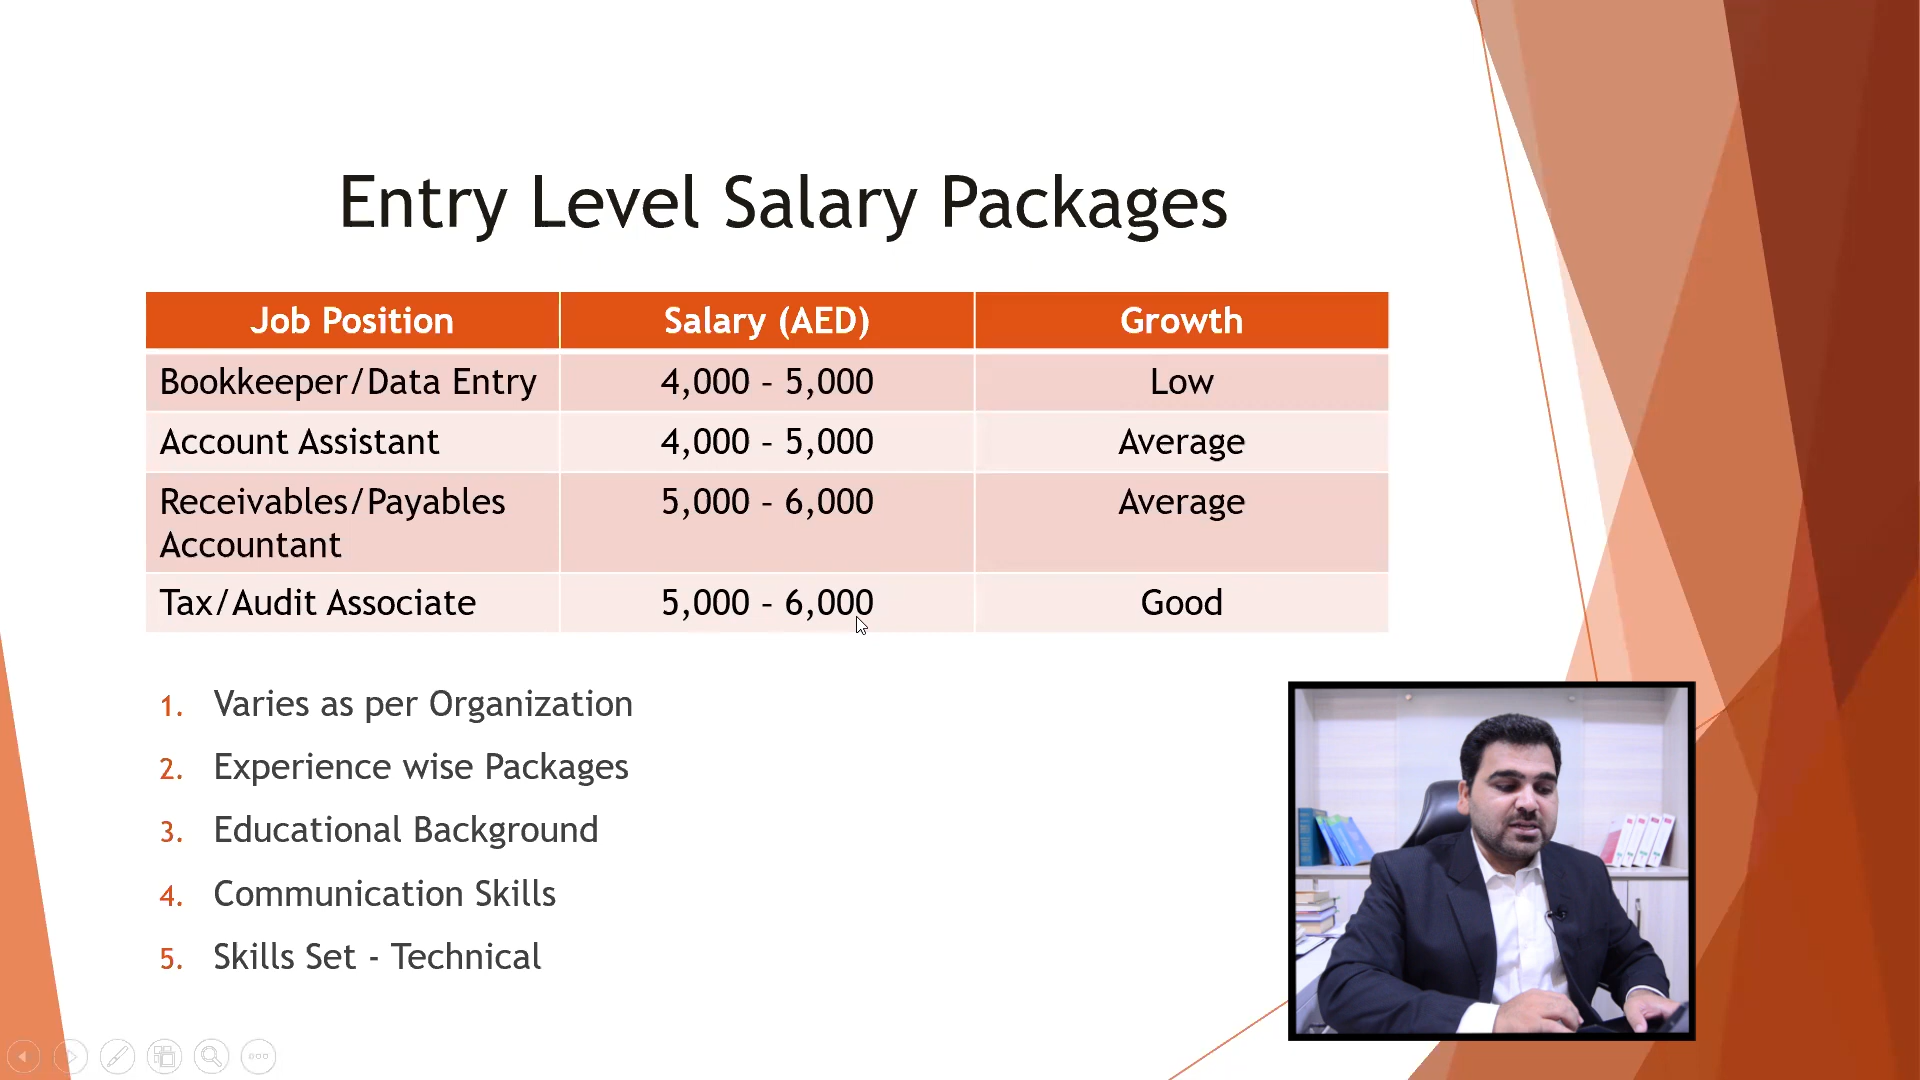 Entry Level Salary Packages
Job Position Salary (AED) Growth
Bookkeeper/Data Entry 4,000 – 5,000 Low
Account Assistant 4,000 – 5,000 Average
Receivables/Payables 5,000 – 6,000 Average
Accountant
Tax/Audit Associate 5,000 – 6,000 Good
1. Varies as per Organization
2. Experience wise Packages
3. Educational Background
4. Communication Skills
5. Skills Set - Technical